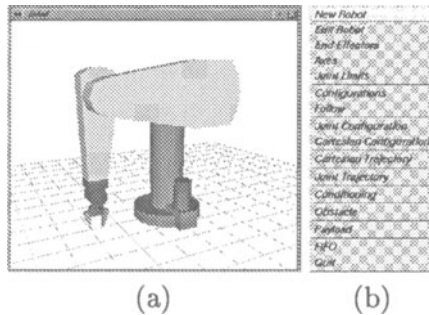 Robot
New Robot
Edit Robot
End Effectors
Axes
Joint Limits
Configurations
Follow
Joint Configuration
Cartesian Configuration
Cartesian Trajectory
Joint Trajectory
Conditioning
Obstacle
Payload
FIFO
Quit
(a)
(b)